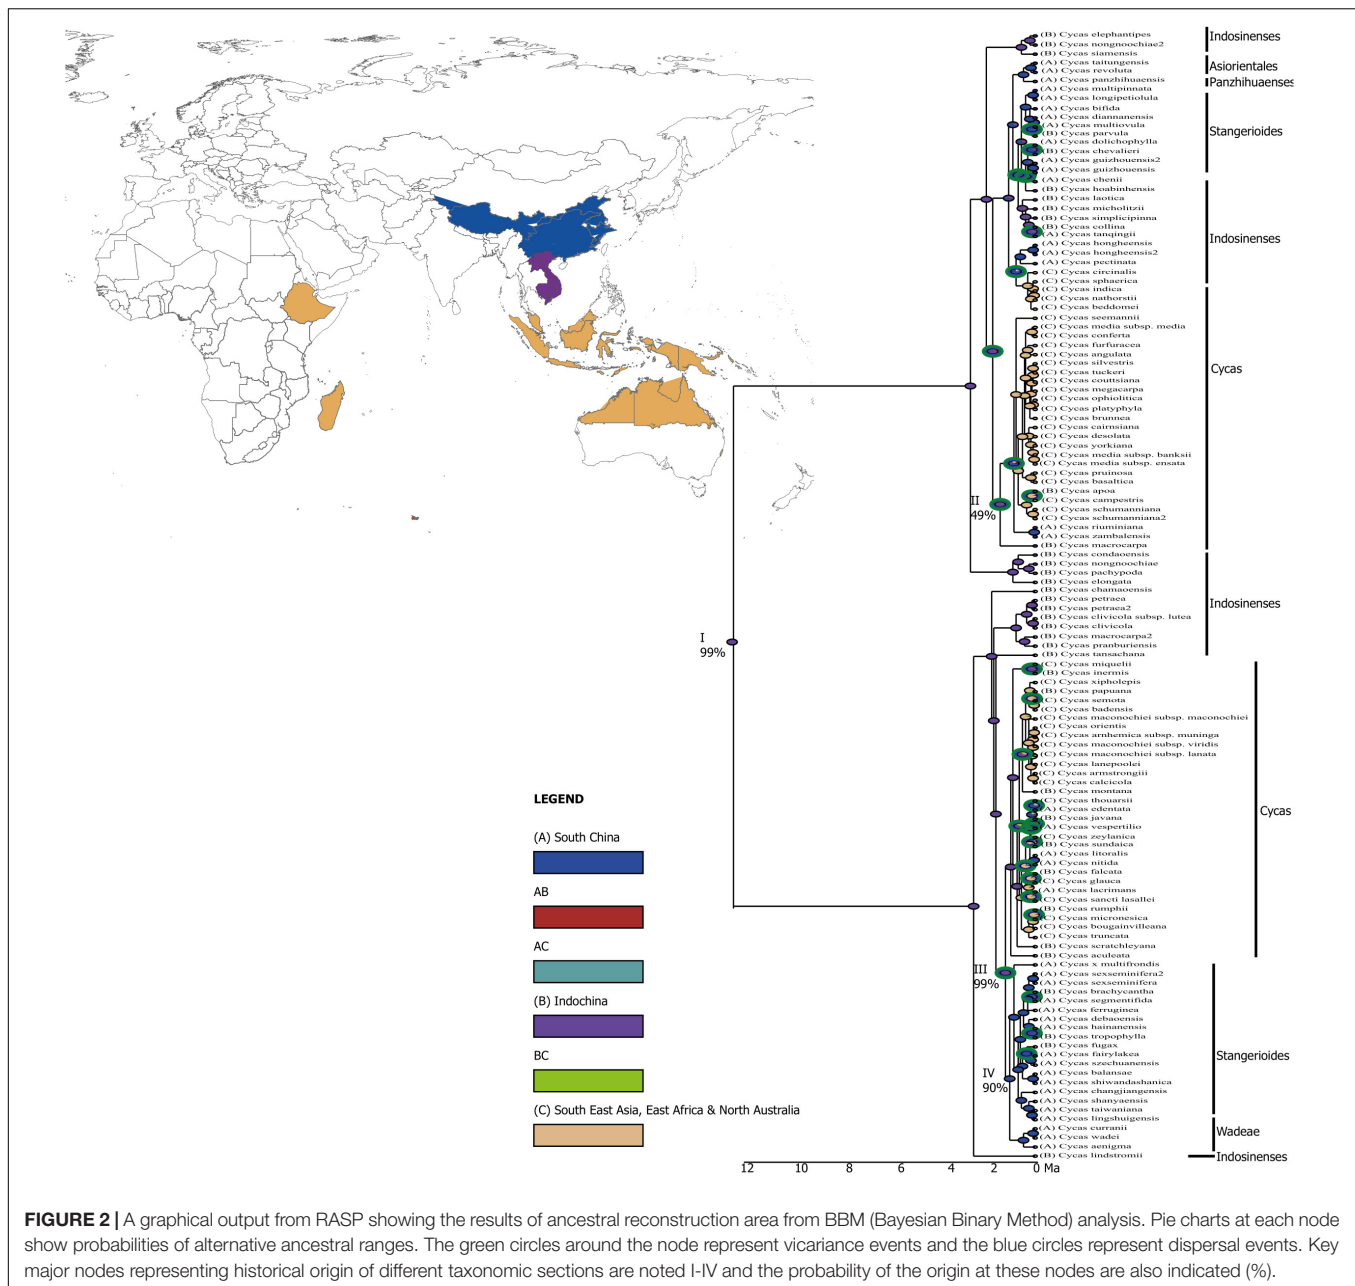 (B) Cycas elephantipes
(B) Cycas nongnoochiae2
(B) Cycas siamensis
Indosinenses
(A) Cycas taitungensis
(A) Cycas revoluta
Asiorientales
(A) Cycas panzhihuaensis
Panzhihuaenses
(A) Cycas multipinnata
(A) Cycas longipetiolula
(A) Cycas bifida
(A) Cycas diannanensis
(A) Cycas multiovula
(B) Cycas parvula
(A) Cycas dolichophylla
(B) Cycas chevalieri
(A) Cycas guizhouensis2
(A) Cycas guizhouensis
Stangerioides
(A) Cycas chenii
(B) Cycas hoabinhensis
(B) Cycas laotica
(B) Cycas micholitzii
(B) Cycas simplicipinna
(B) Cycas collina
(A) Cycas tanqingii
(A) Cycas hongheensis
(A) Cycas hongheensis2
(A) Cycas pectinata
(C) Cycas circinalis
Indosinenses
(C) Cycas sphaerica
(C) Cycas indica
(C) Cycas nathorstii
(C) Cycas beddomei
(C) Cycas seemannii
(C) Cycas media subsp. media
(C) Cycas conferta
(C) Cycas furfuracea
(C) Cycas angulata
(C) Cycas silvestris
(C) Cycas tuckeri
(C) Cycas couttsiana
(C) Cycas megacarpa
(C) Cycas ophiolitica
(C) Cycas platyphyla
(C) Cycas brunnea
(C) Cycas cairnsiana
(C) Cycas desolata
(C) Cycas yorkiana
(C) Cycas media subsp. banksii
(C) Cycas media subsp. ensata
(C) Cycas pruinosa
(C) Cycas basaltica
(B) Cycas apoa
(C) Cycas campestris
(C) Cycas schumanniana
(C) Cycas schumanniana2
(A) Cycas riuminiana
(A) Cycas zambalensis
(B) Cycas macrocarpa
Cycas
II
49%
(B) Cycas condaoensis
(B) Cycas nongnoochiae
(B) Cycas pachypoda
(B) Cycas elongata
(B) Cycas chamaoensis
(B) Cycas petraea
(B) Cycas petraea2
(B) Cycas clivicola subsp. lutea
(B) Cycas clivicola
(B) Cycas macrocarpa2
(B) Cycas pranburiensis
(B) Cycas tansachana
Indosinenses
I
99%
(C) Cycas miquelii
(B) Cycas inermis
(C) Cycas xipholepis
(B) Cycas papuana
(C) Cycas semota
(C) Cycas badensis
(C) Cycas maconochiei subsp. maconochiei
(C) Cycas orientis
(C) Cycas arnhemica subsp. muninga
(C) Cycas maconochiei subsp. viridis
(C) Cycas maconochiei subsp. lanata
(C) Cycas lanepoolei
(C) Cycas armstrongiii
(C) Cycas calcicola
(B) Cycas montana
(C) Cycas thouarsii
(A) Cycas edentata
(B) Cycas javana
(A) Cycas vespertilio
(C) Cycas zeylanica
(B) Cycas sundaica
(A) Cycas litoralis
(A) Cycas nitida
(B) Cycas falcata
(C) Cycas glauca
(A) Cycas lacrimans
(C) Cycas sancti lasallei
(B) Cycas rumphii
(C) Cycas micronesica
(C) Cycas bougainvilleana
(C) Cycas truncata
(B) Cycas scratchleyana
(B) Cycas aculeata
Cycas
III
99%
(A) Cycas x multifrondis
(A) Cycas sexseminifera2
(A) Cycas sexseminifera
(B) Cycas brachycantha
(A) Cycas segmentifida
(A) Cycas ferruginea
(A) Cycas debaoensis
(A) Cycas hainanensis
(B) Cycas tropophylla
(B) Cycas fugax
(A) Cycas fairylakea
(A) Cycas szechuanensis
(A) Cycas balansae
(A) Cycas shiwandashanica
(A) Cycas changjiangensis
(A) Cycas shanyaensis
(A) Cycas taiwaniana
(A) Cycas lingshuigensis
Stangerioides
IV
90%
(A) Cycas curranii
(A) Cycas wadei
(A) Cycas aenigma
Wadeae
(B) Cycas lindstromii
Indosinenses
12 10 8 6 4 2 0 Ma
LEGEND
(A) South China
AB
AC
(B) Indochina
BC
(C) South East Asia, East Africa & North Australia
FIGURE 2 | A graphical output from RASP showing the results of ancestral reconstruction area from BBM (Bayesian Binary Method) analysis. Pie charts at each node
show probabilities of alternative ancestral ranges. The green circles around the node represent vicariance events and the blue circles represent dispersal events. Key
major nodes representing historical origin of different taxonomic sections are noted I-IV and the probability of the origin at these nodes are also indicated (%).